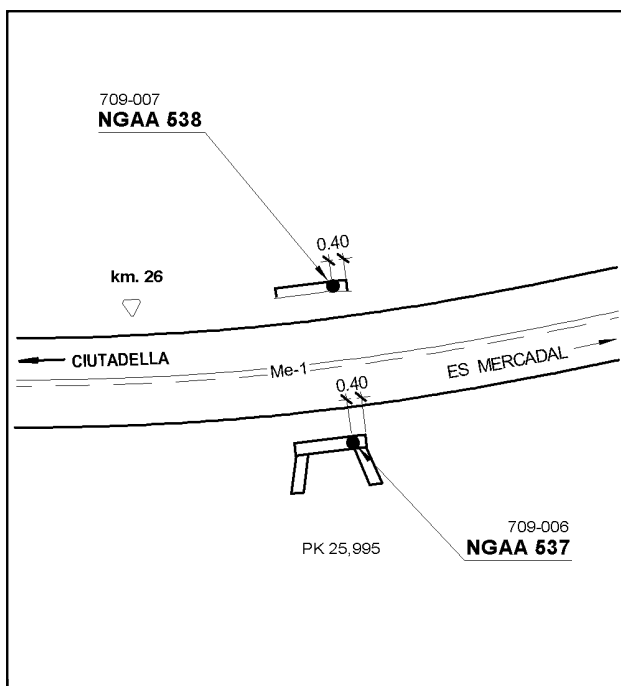 709-007
NGAA 538
0.40
km. 26
CIUTADELLA
Me-1
ES MERCADAL
0.40
709-006
NGAA 537
PK 25,995